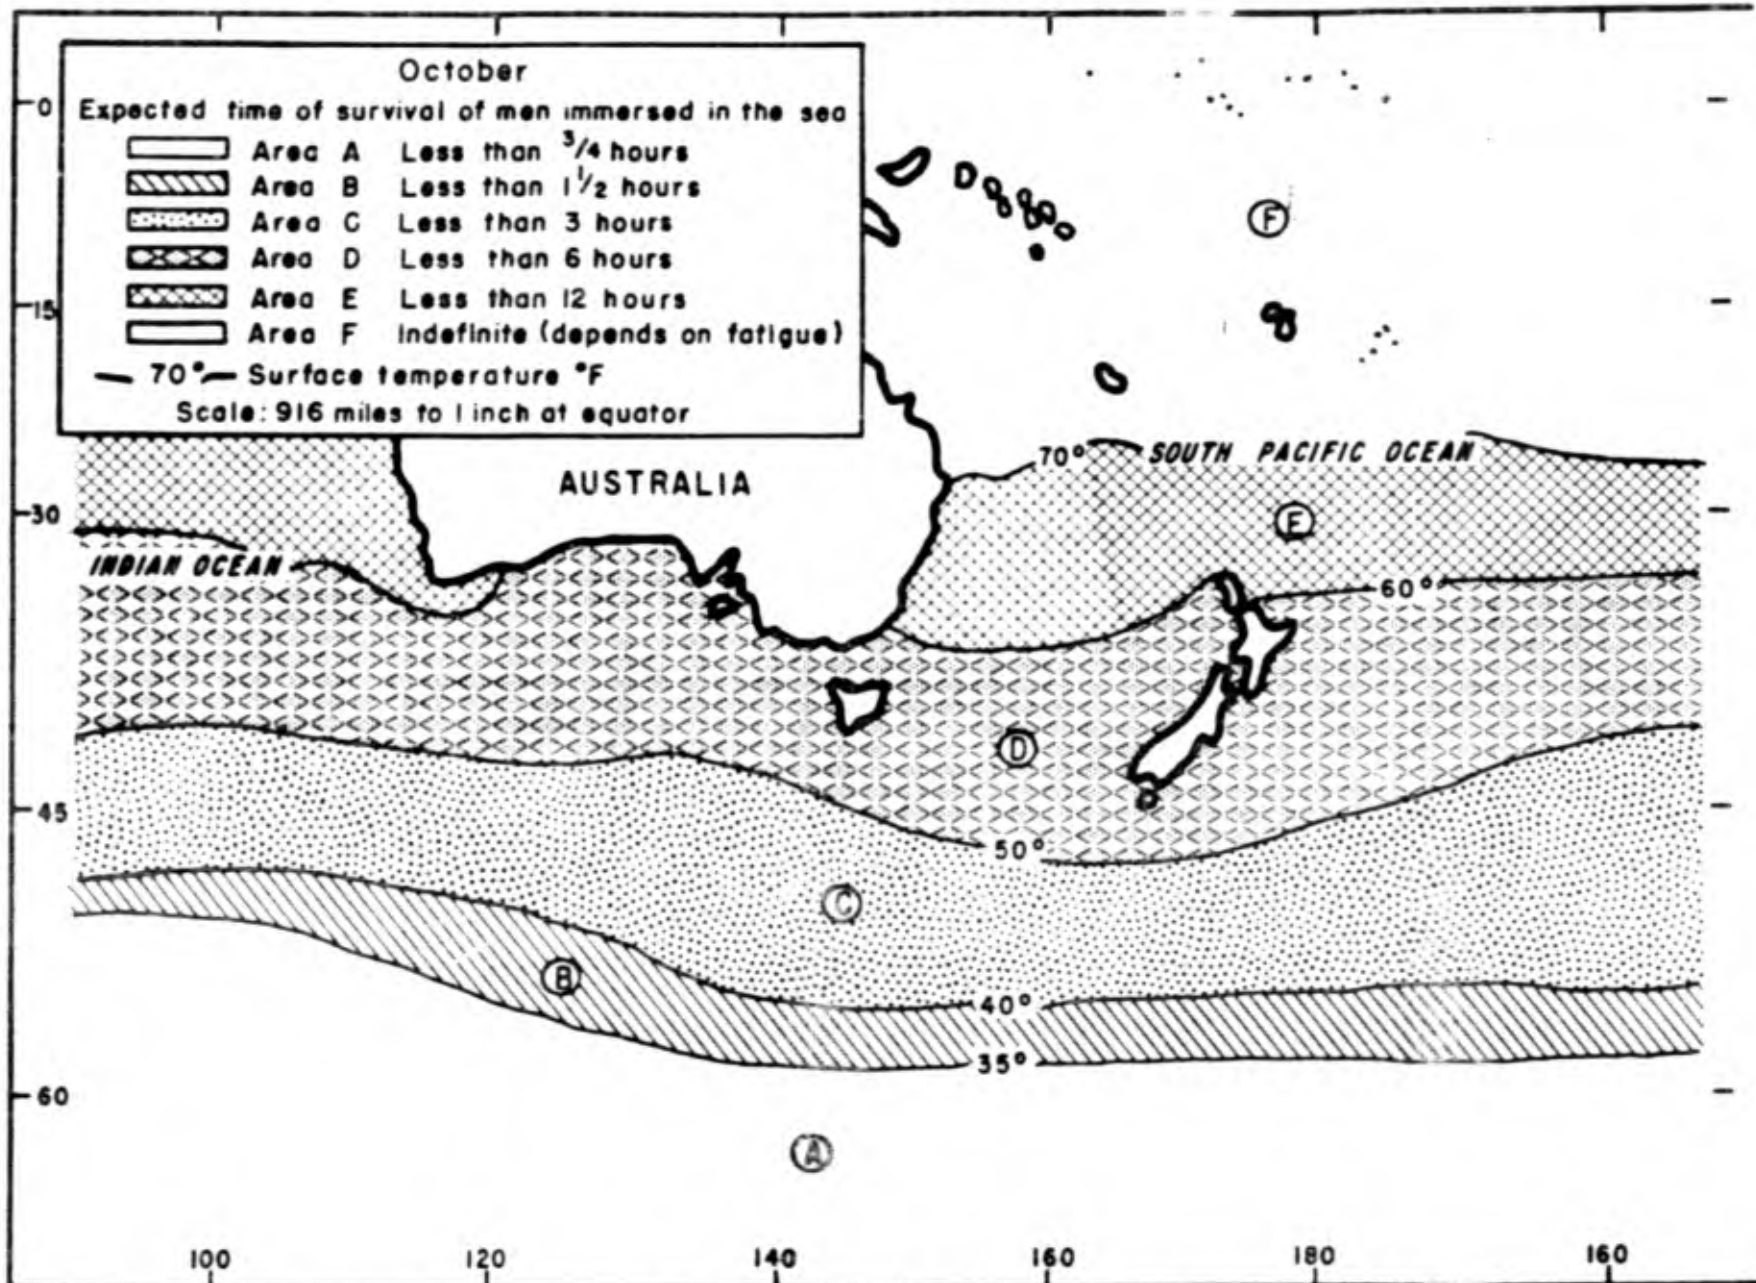 October
Expected time of survival of men immersed in the sea
Area A Less than 3/4 hours
Area B Less than 1 1/2 hours
Area C Less than 3 hours
Area D Less than 6 hours
Area E Less than 12 hours
Area F Indefinite (depends on fatigue)
70° Surface temperature °F
Scale: 916 miles to 1 inch at equator
0
15
30
45
60
F
70° SOUTH PACIFIC OCEAN
AUSTRALIA
E
INDIAN OCEAN
60°
D
50°
C
B
40°
35°
A
100 120 140 160 180 160